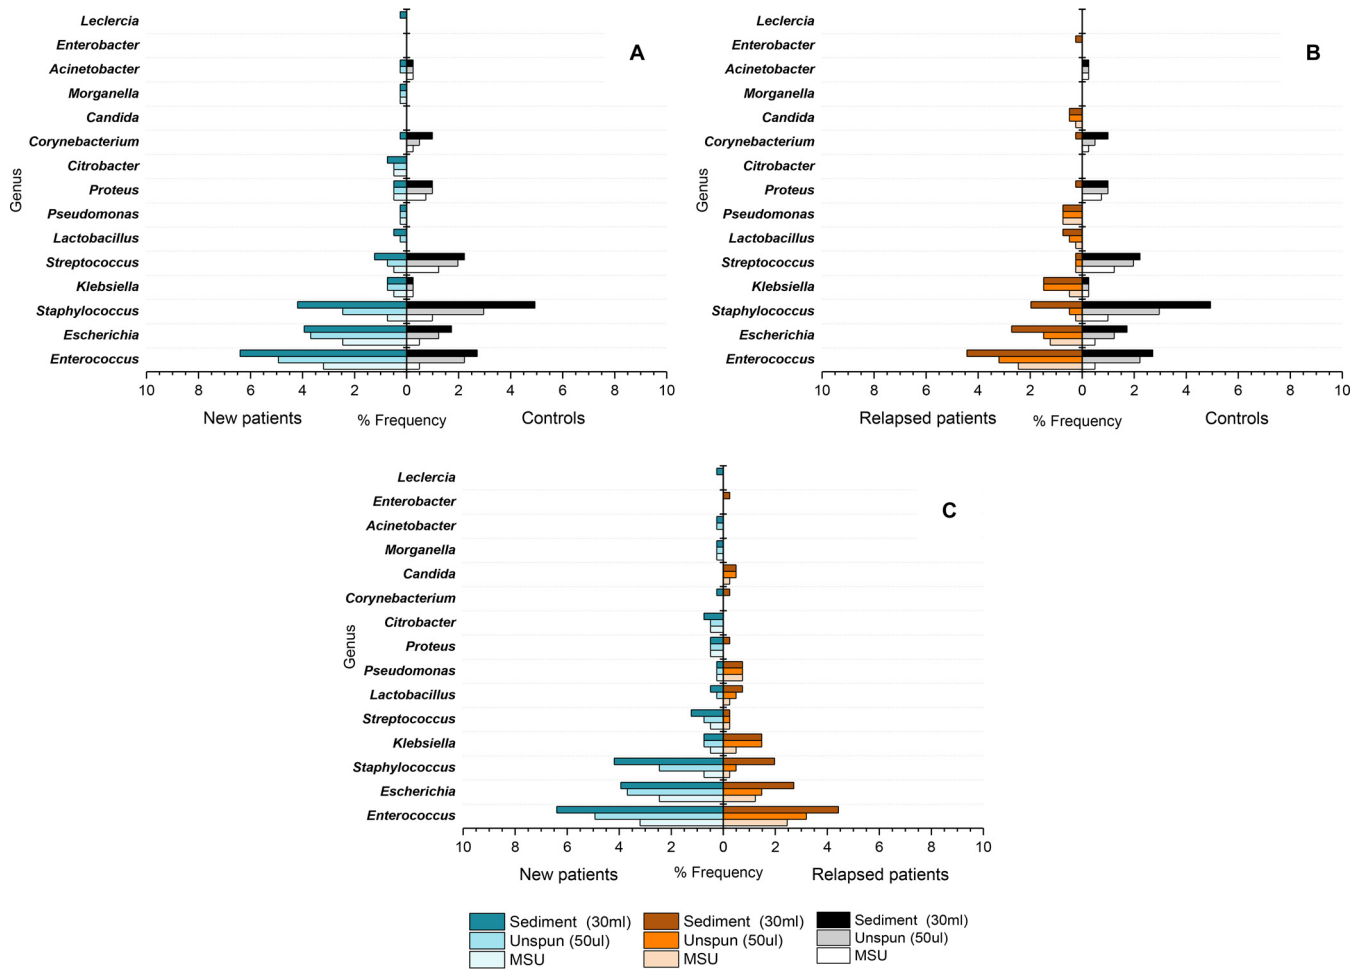 A
Genus
Leclercia
Enterobacter
Acinetobacter
Morganella
Candida
Corynebacterium
Citrobacter
Proteus
Pseudomonas
Lactobacillus
Streptococcus
Klebsiella
Staphylococcus
Escherichia
Enterococcus
10 8 6 4 2 0 2 4 6 8 10
New patients % Frequency Controls
B
Genus
Leclercia
Enterobacter
Acinetobacter
Morganella
Candida
Corynebacterium
Citrobacter
Proteus
Pseudomonas
Lactobacillus
Streptococcus
Klebsiella
Staphylococcus
Escherichia
Enterococcus
10 8 6 4 2 0 2 4 6 8 10
Relapsed patients % Frequency Controls
C
Genus
Leclercia
Enterobacter
Acinetobacter
Morganella
Candida
Corynebacterium
Citrobacter
Proteus
Pseudomonas
Lactobacillus
Streptococcus
Klebsiella
Staphylococcus
Escherichia
Enterococcus
10 8 6 4 2 0 2 4 6 8 10
New patients % Frequency Relapsed patients
Sediment (30ml) Sediment (30ml) Sediment (30ml)
Unspun (50ul) Unspun (50ul) Unspun (50ul)
MSU MSU MSU